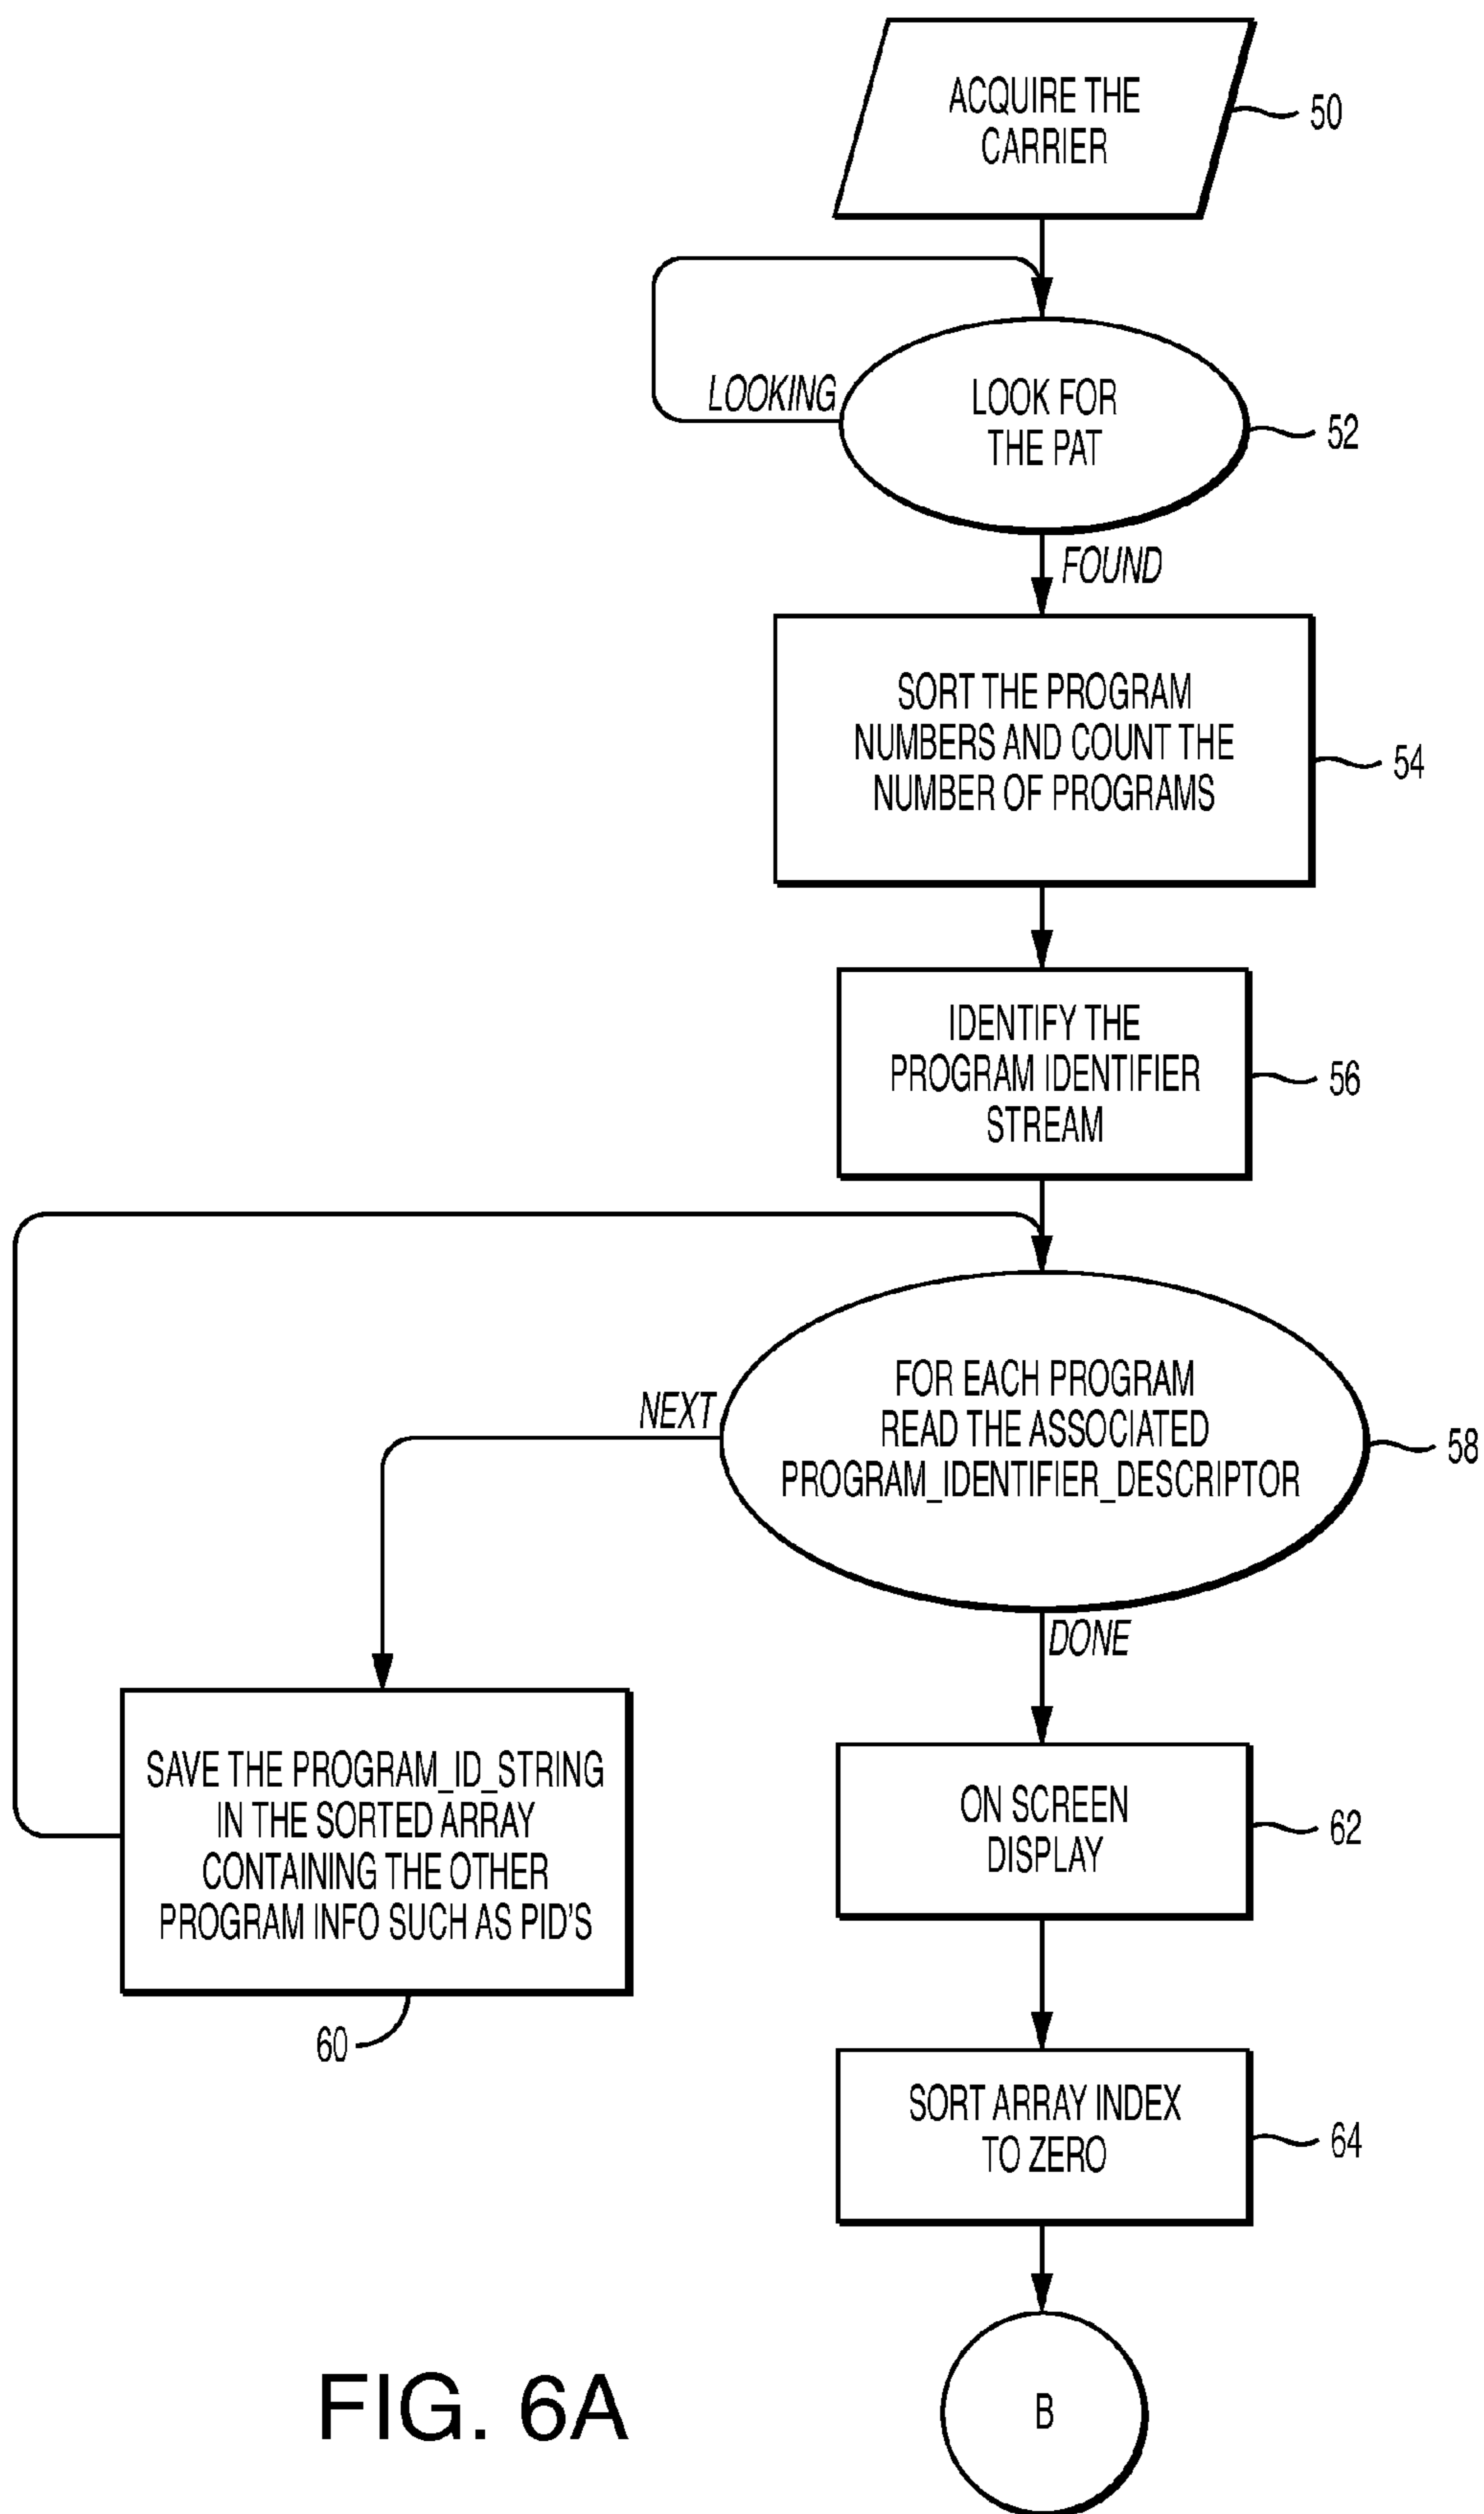 ACQUIRE THE
CARRIER
50
LOOKING
LOOK FOR
THE PAT
52
FOUND
SORT THE PROGRAM
NUMBERS AND COUNT THE
NUMBER OF PROGRAMS
54
IDENTIFY THE
PROGRAM IDENTIFIER
STREAM
56
NEXT
FOR EACH PROGRAM
READ THE ASSOCIATED
PROGRAM_IDENTIFIER_DESCRIPTOR
58
DONE
SAVE THE PROGRAM_ID_STRING
IN THE SORTED ARRAY
CONTAINING THE OTHER
PROGRAM INFO SUCH AS PID'S
60
ON SCREEN
DISPLAY
62
SORT ARRAY INDEX
TO ZERO
64
B
FIG. 6A